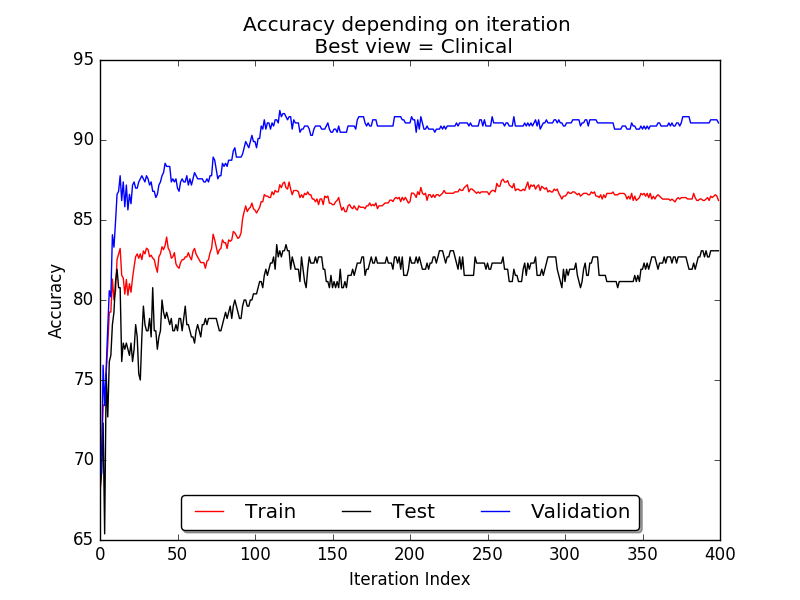 Accuracy depending on iteration
Best view = Clinical
95
90
85
80
75
70
65
Accuracy
Train Test Validation
0 50 100 150 200 250 300 350 400
Iteration Index